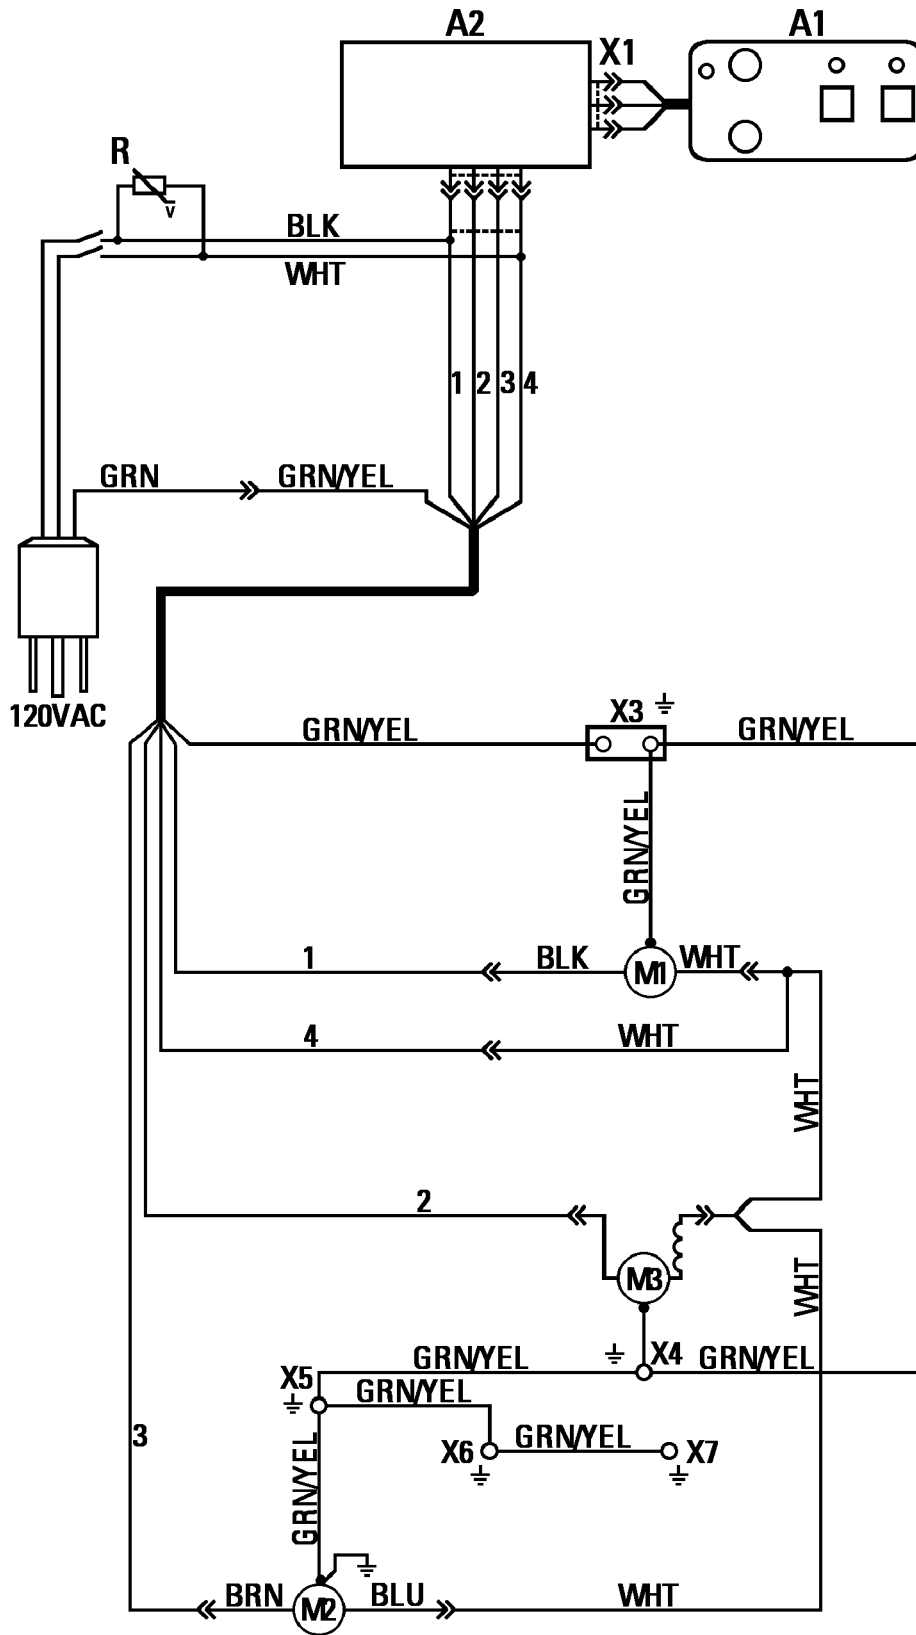 A2
A1
X1
R
V
BLK
WHT
1 2 3 4
GRN
GRN/YEL
120VAC
GRN/YEL
X3
GRN/YEL
GRN/YEL
1
BLK
M1
WHT
4
WHT
WHT
2
M3
WHT
GRN/YEL
X4
GRN/YEL
X5
GRN/YEL
3
X6
GRN/YEL
X7
GRN/YEL
BRN
M2
BLU
WHT